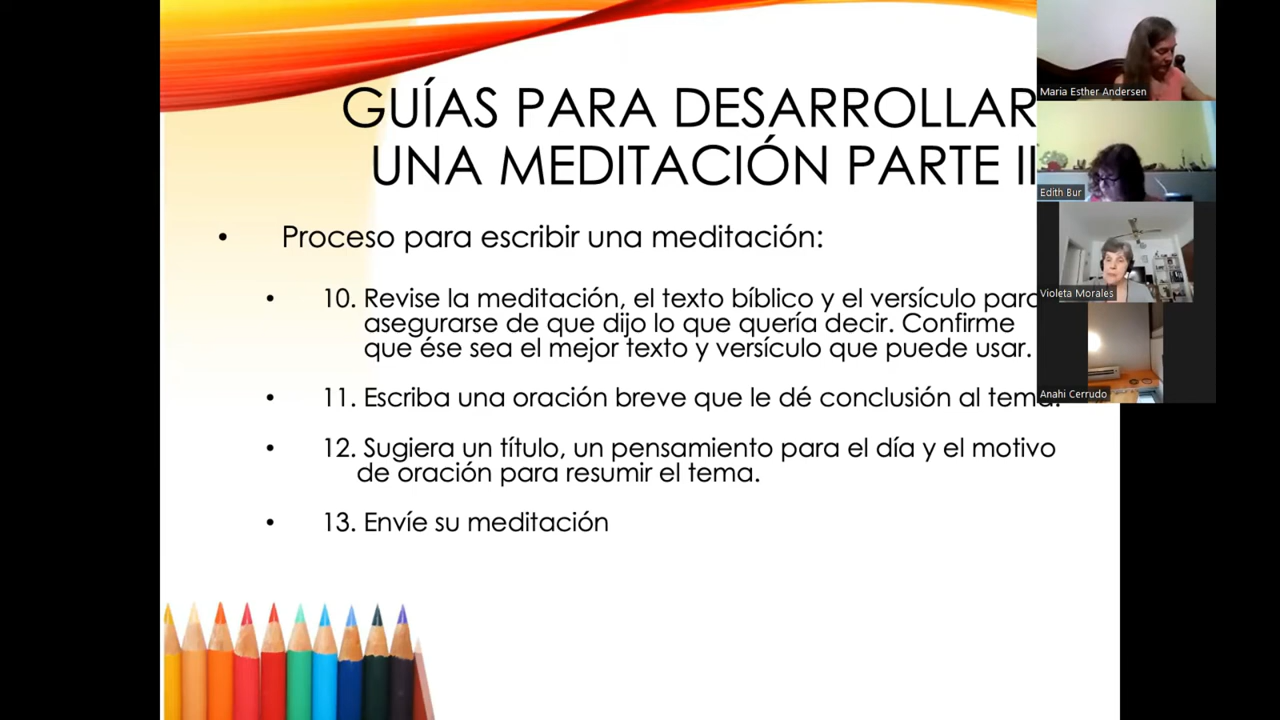 GUÍAS PARA DESARROLLAR
UNA MEDITACIÓN PARTE II
• Proceso para escribir una meditación:
• 10. Revise la meditación, el texto bíblico y el versículo para
asegurarse de que dijo lo que quería decir. Confirme
que ése sea el mejor texto y versículo que puede usar.
• 11. Escriba una oración breve que le dé conclusión al tema.
• 12. Sugiera un título, un pensamiento para el día y el motivo
de oración para resumir el tema.
• 13. Envíe su meditación
Maria Esther Andersen
Edith Bur
Violeta Morales
Anahi Cerrudo